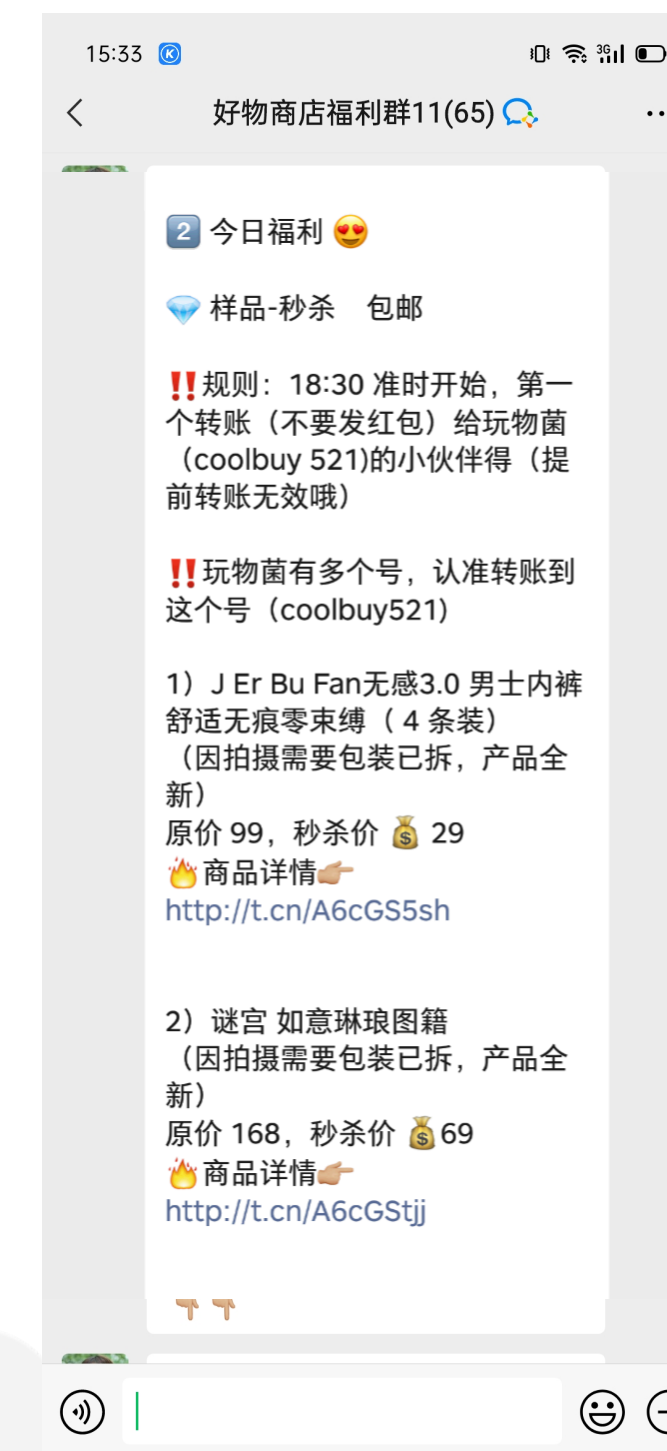 15:33
3G
好物商店福利群11(65)
2 今日福利
样品-秒杀 包邮
‼️规则：18:30 准时开始，第一
个转账（不要发红包）给玩物菌
（coolbuy 521)的小伙伴得（提
前转账无效哦）
‼️玩物菌有多个号，认准转账到
这个号（coolbuy521）
1）J Er Bu Fan无感3.0 男士内裤
舒适无痕零束缚（ 4 条装）
（因拍摄需要包装已拆，产品全
新）
原价 99，秒杀价 💰 29
🔥商品详情👉🏼
http://t.cn/A6cGS5sh
2）谜宫 如意琳琅图籍
（因拍摄需要包装已拆，产品全
新）
原价 168，秒杀价 💰69
🔥商品详情👉🏼
http://t.cn/A6cGStjj